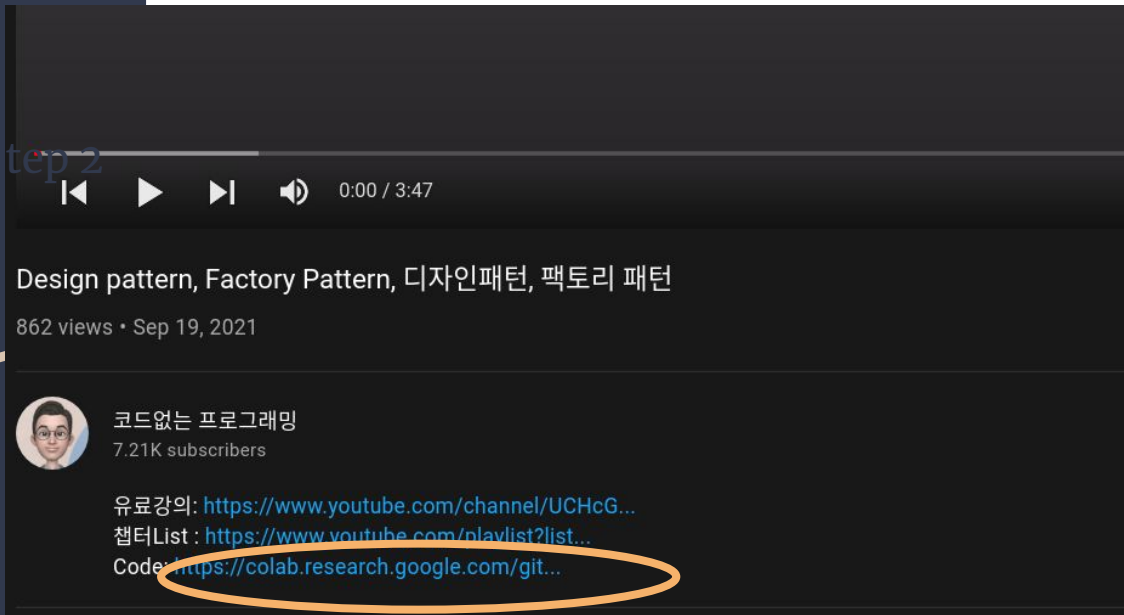 tep 2
0:00 / 3:47
Design pattern, Factory Pattern, 디자인패턴, 팩토리 패턴
862 views • Sep 19, 2021
코드없는 프로그래밍
7.21K subscribers
유료강의: https://www.youtube.com/channel/UCHcG...
챕터List : https://www.youtube.com/playlist?list...
Code: https://colab.research.google.com/git...